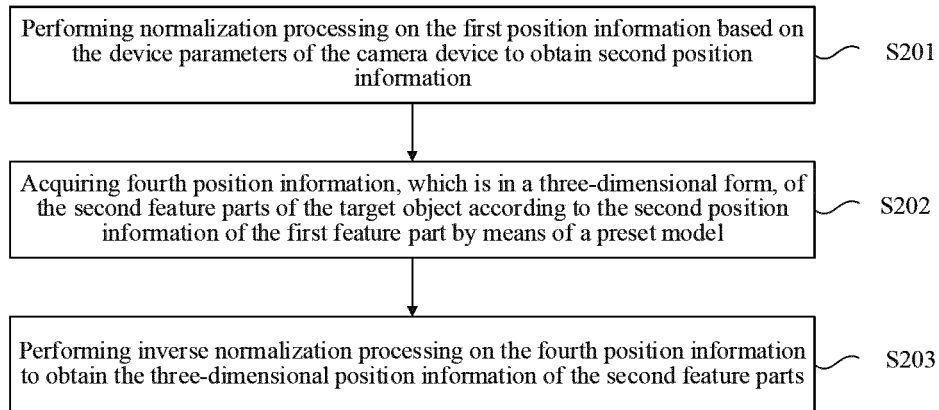 Performing normalization processing on the first position information based on
the device parameters of the camera device to obtain second position
information
S201
Acquiring fourth position information, which is in a three-dimensional form, of
the second feature parts of the target object according to the second position
information of the first feature part by means of a preset model
S202
Performing inverse normalization processing on the fourth position information
to obtain the three-dimensional position information of the second feature parts
S203